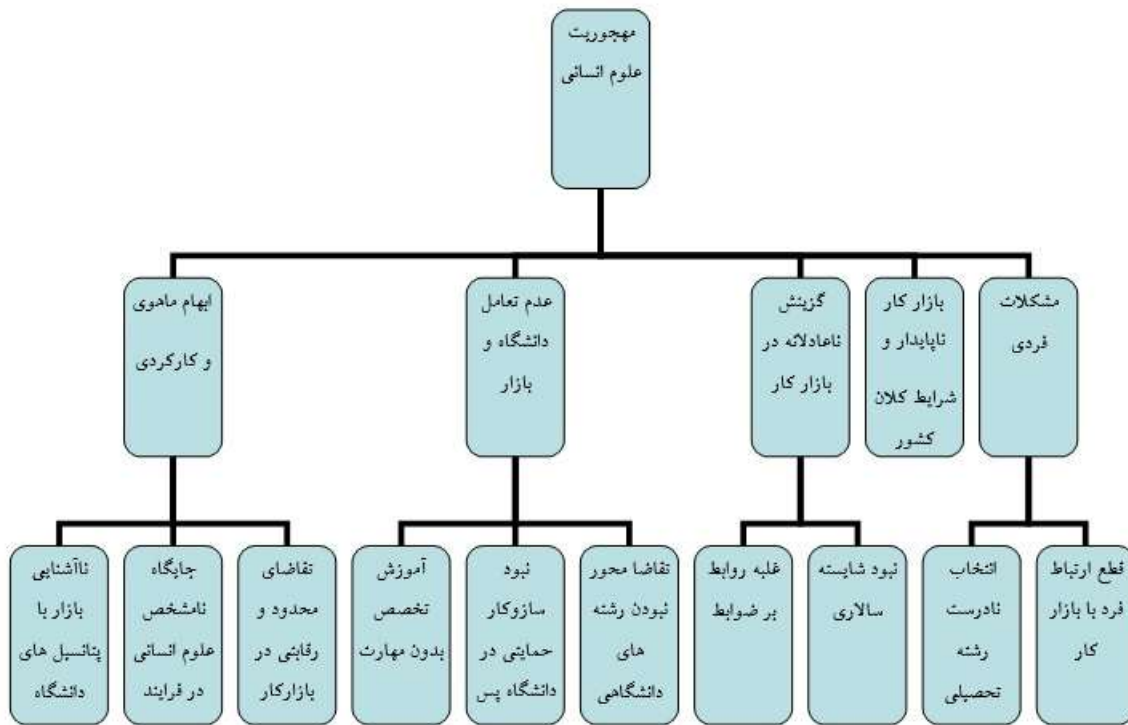 مهجوریت
علوم انسانی
مشکلات
فردی
بازار کار
ناپایدار و
شرایط کلان
کشور
گزینش
ناعادلانه در
بازار کار
عدم تعامل
دانشگاه و
بازار
ابهام ماهوی
و کارکردی
قطع ارتباط
فرد با بازار
کار
انتخاب
نادرست
رشته
تحصیلی
نبود شایسته
سالاری
غلبه روابط
بر ضوابط
تقاضا محور
نبودن رشته
های
دانشگاهی
نبود
سازوکار
حمایتی در
دانشگاه پس
آموزش
تخصص
بدون مهارت
تقاضای
محدود و
رقابتی در
بازارکار
جایگاه
نامشخص
علوم انسانی
در فرایند
ناآشنایی
بازار با
پتانسیل های
دانشگاه